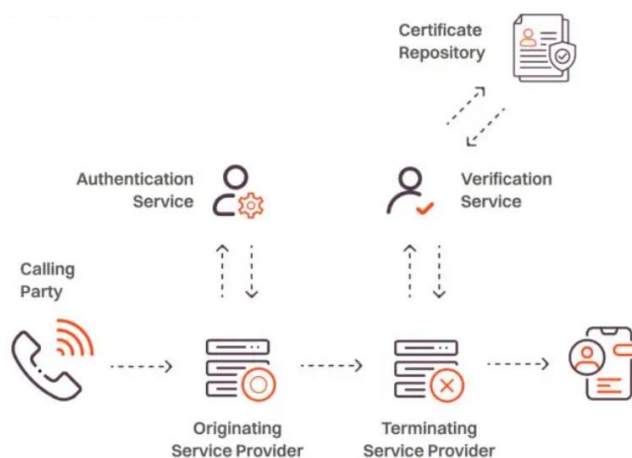 Certificate
Repository
Authentication
Service
Verification
Service
Calling
Party
Originating
Service Provider
Terminating
Service Provider